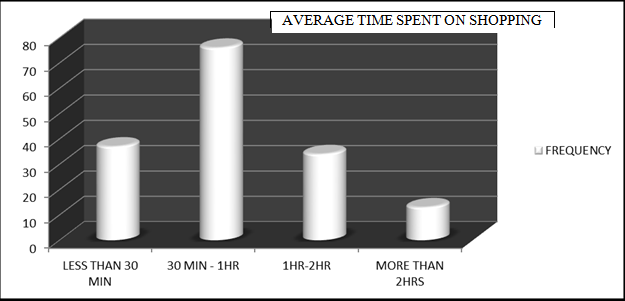 AVERAGE TIME SPENT ON SHOPPING
80
70
60
50
40
30
20
10
0
LESS THAN 30
MIN
30 MIN - 1HR
1HR-2HR
MORE THAN
2HRS
FREQUENCY